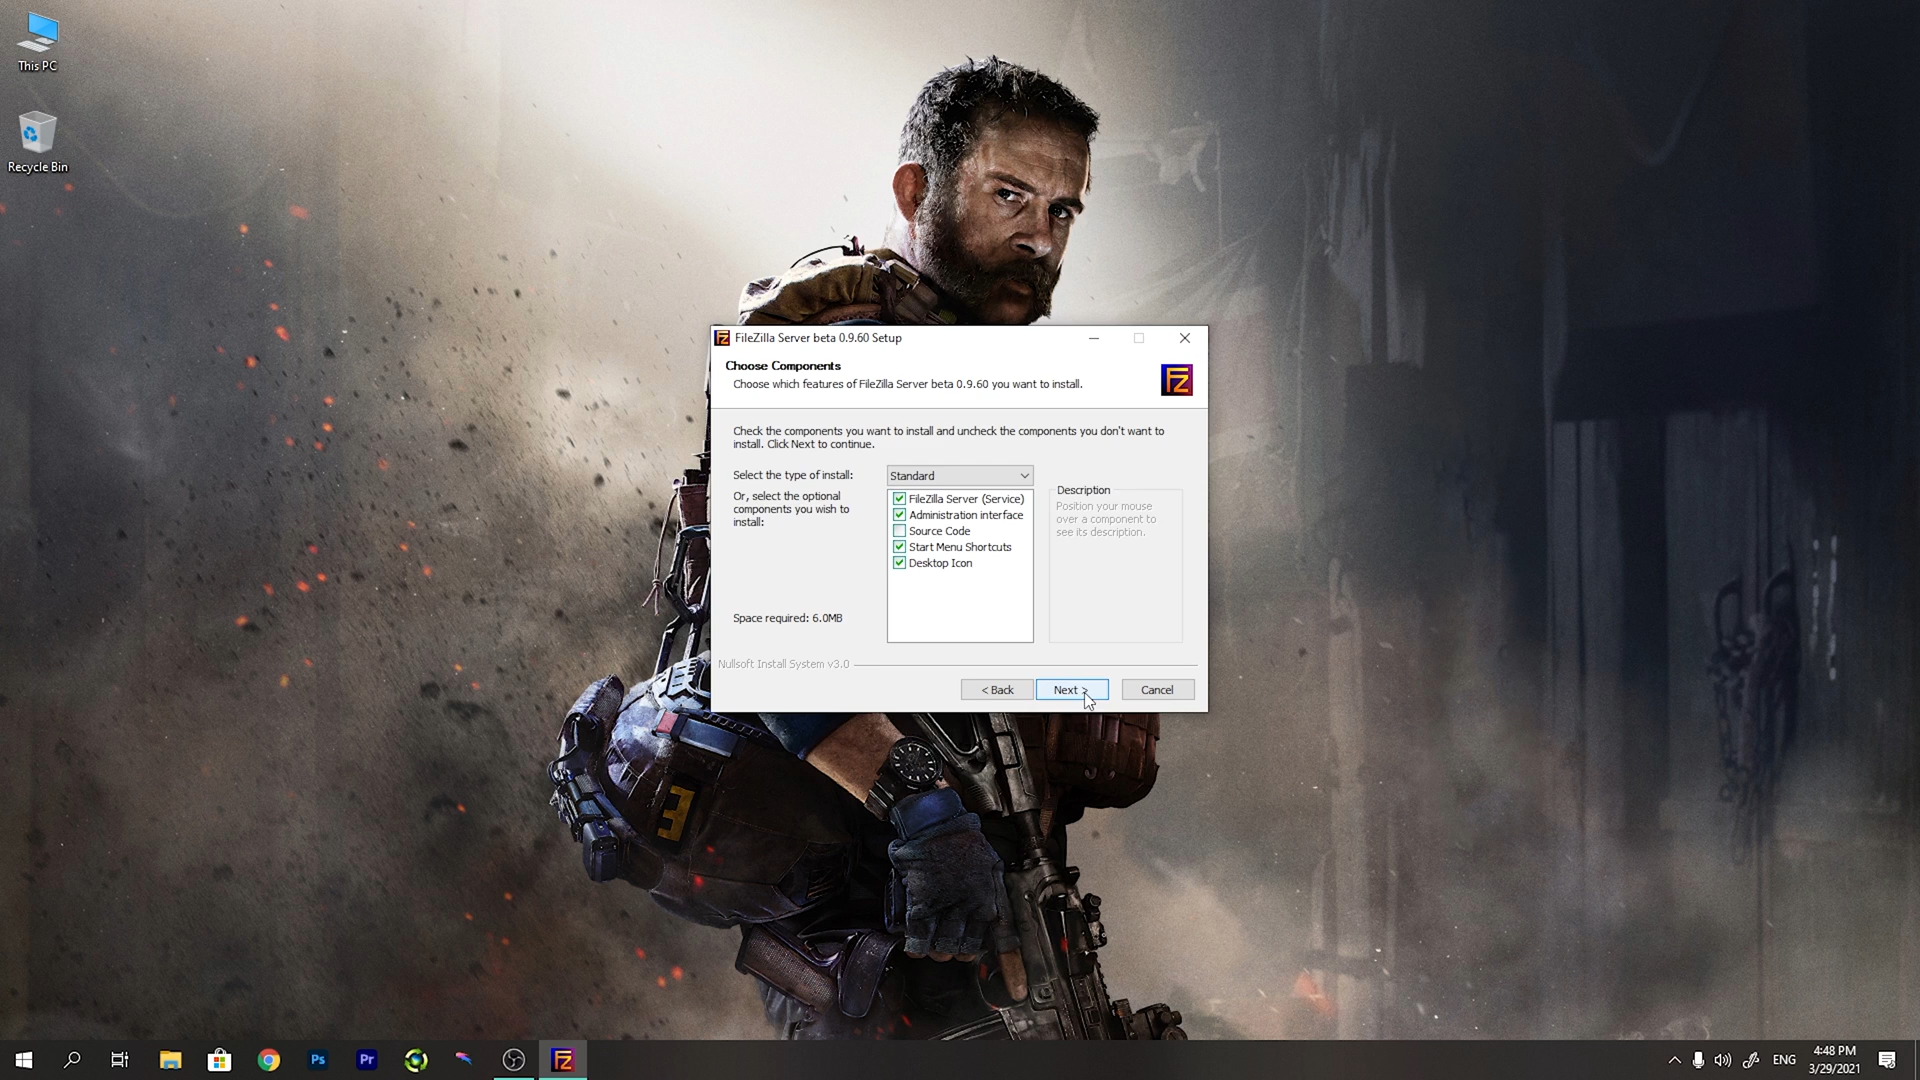 This PC
Recycle Bin
FileZilla Server beta 0.9.60 Setup
Choose Components
Choose which features of FileZilla Server beta 0.9.60 you want to install.
Check the components you want to install and uncheck the components you don't want to
install. Click Next to continue.
Select the type of install:
Standard
Or, select the optional
components you wish to
install:
FileZilla Server (Service)
Administration interface
Source Code
Start Menu Shortcuts
Desktop Icon
Description
Position your mouse
over a component to
see its description.
Space required: 6.0MB
Nullsoft Install System v3.0
< Back
Next >
Cancel
3
Ps
Pr
Fz
ENG
4:48 PM
3/29/2021